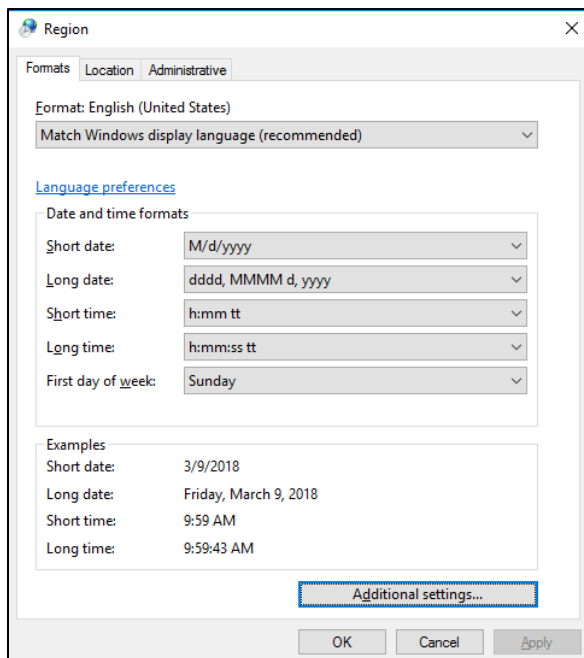 Region
Formats Location Administrative
Format: English (United States)
Match Windows display language (recommended)
Language preferences
Date and time formats
Short date: M/d/yyyy
Long date: dddd, MMMM d, yyyy
Short time: h:mm tt
Long time: h:mm:ss tt
First day of week: Sunday
Examples
Short date: 3/9/2018
Long date: Friday, March 9, 2018
Short time: 9:59 AM
Long time: 9:59:43 AM
Additional settings...
OK Cancel Apply